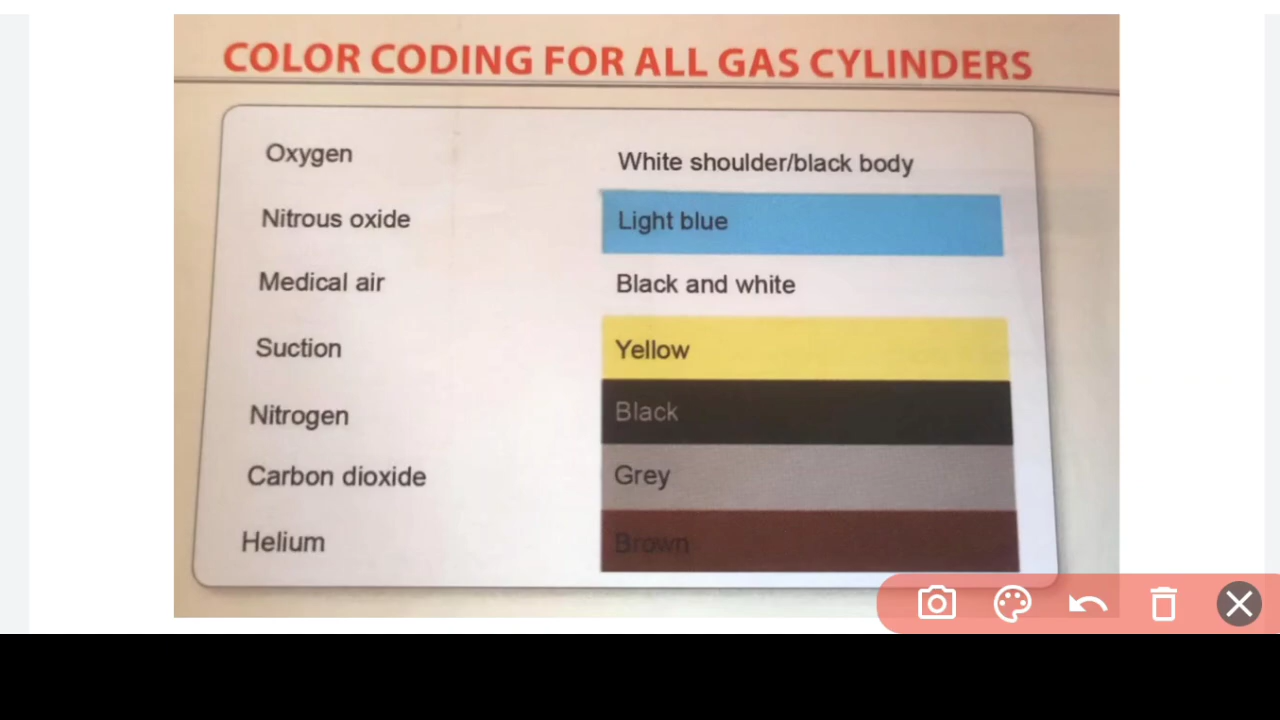 COLOR CODING FOR ALL GAS CYLINDERS
Oxygen White shoulder/black body
Nitrous oxide Light blue
Medical air Black and white
Suction Yellow
Nitrogen Black
Carbon dioxide Grey
Helium Brown